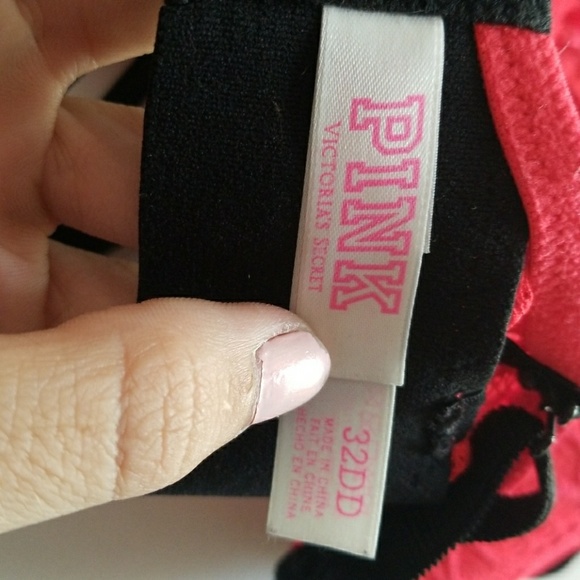 PINK
VICTORIA'S SECRET
32DD
MADE IN CHINA
FAIT EN CHINE
HECHO EN CHINA